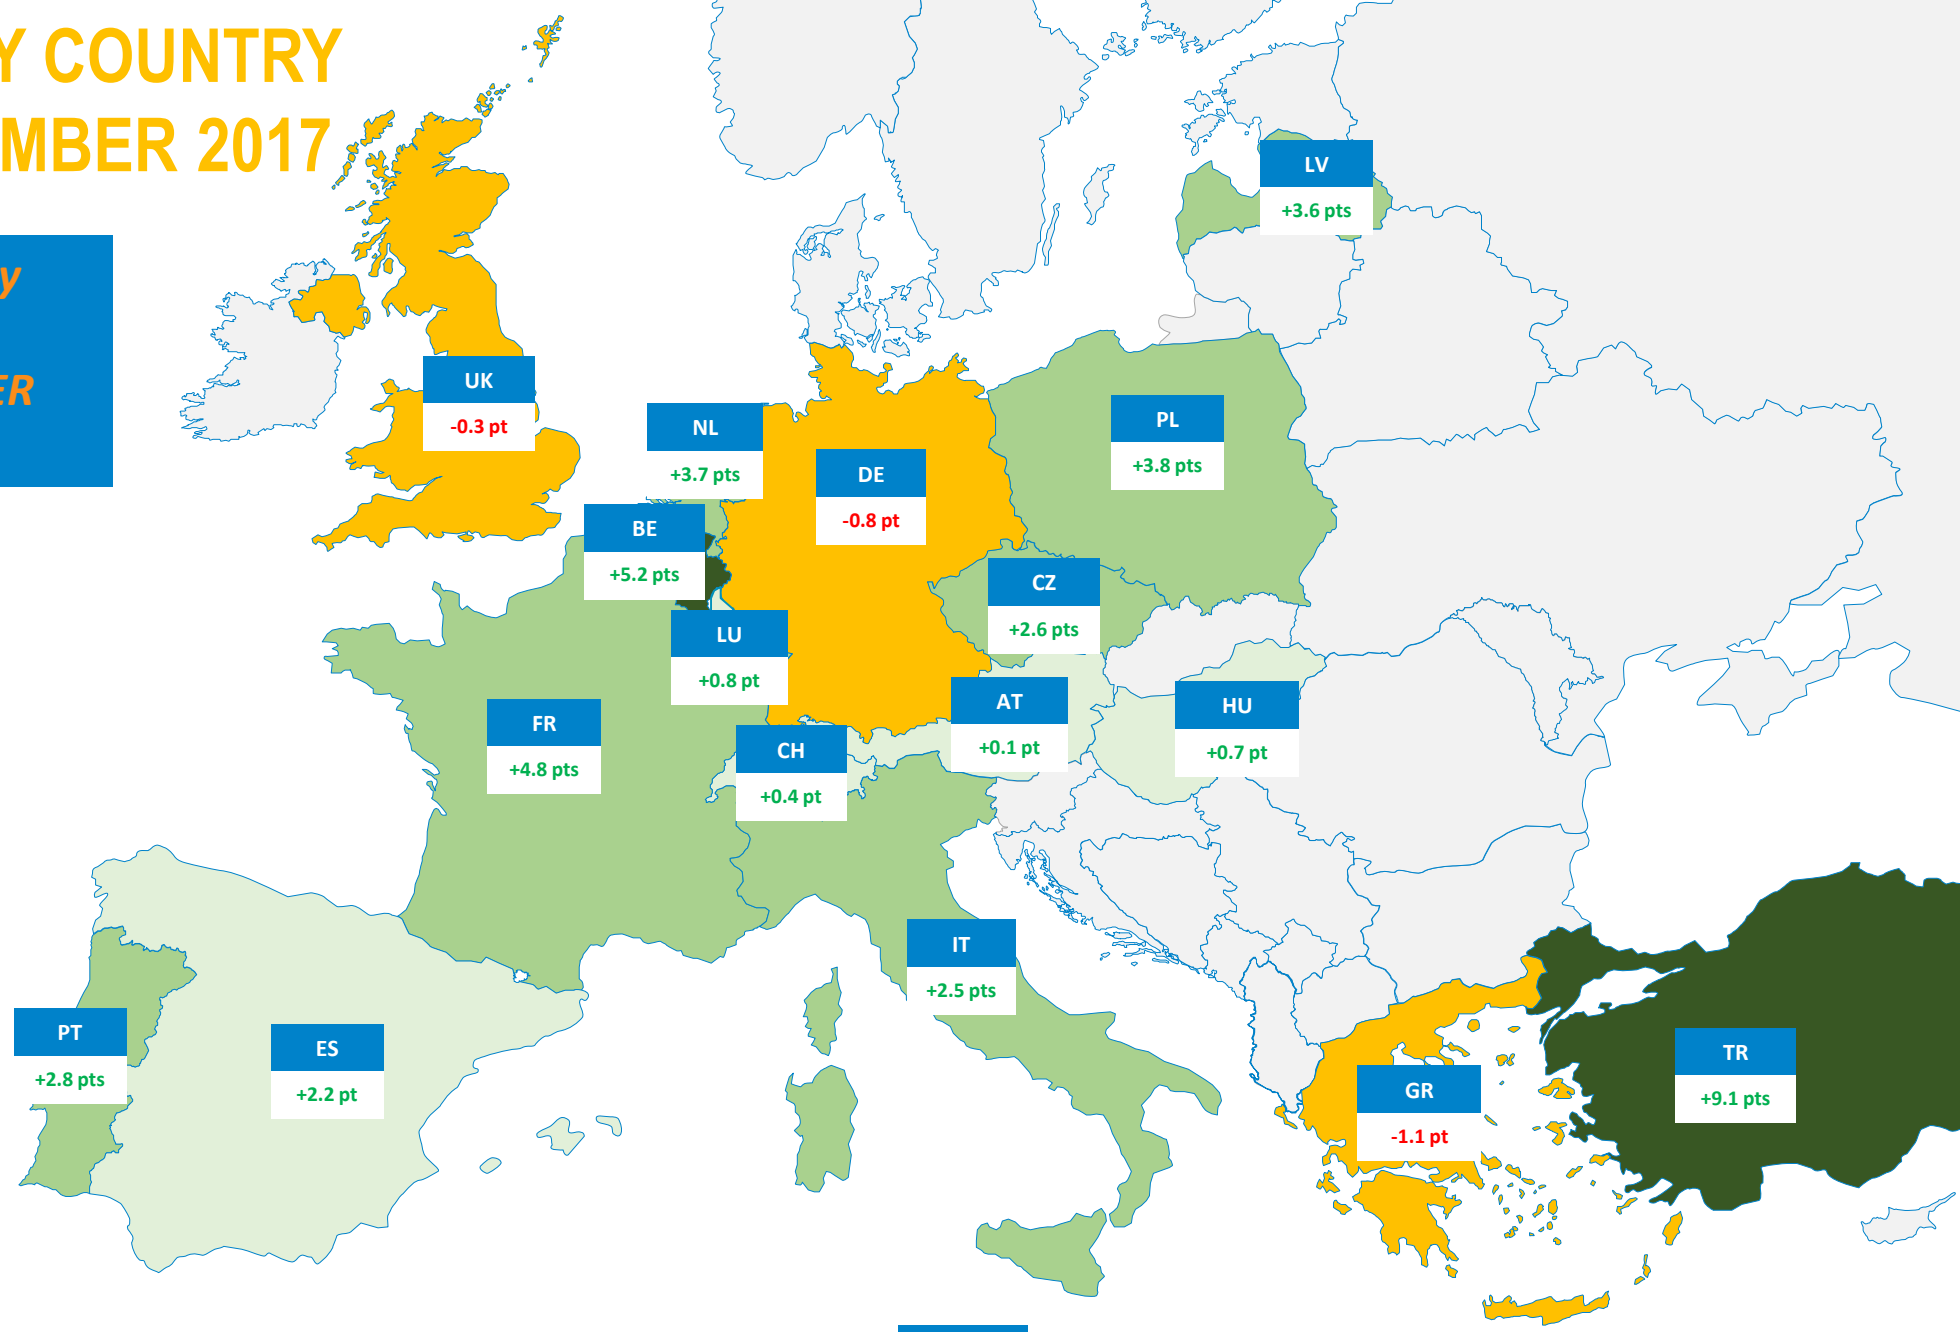 Y COUNTRY
MBER 2017
y
ER
LV
+3.6 pts
UK
-0.3 pt
NL
+3.7 pts
PL
+3.8 pts
DE
-0.8 pt
BE
+5.2 pts
CZ
+2.6 pts
LU
+0.8 pt
AT
+0.1 pt
HU
+0.7 pt
FR
+4.8 pts
CH
+0.4 pt
IT
+2.5 pts
PT
+2.8 pts
ES
+2.2 pt
TR
+9.1 pts
GR
-1.1 pt